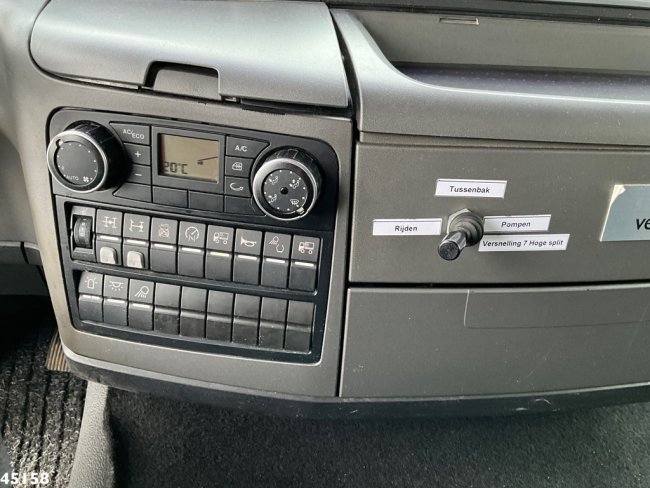 AC/ECO
A/C
AUTO
20°C
Tussenbak
Rijden
Pompen
Versnelling 7 Hoge split
45158